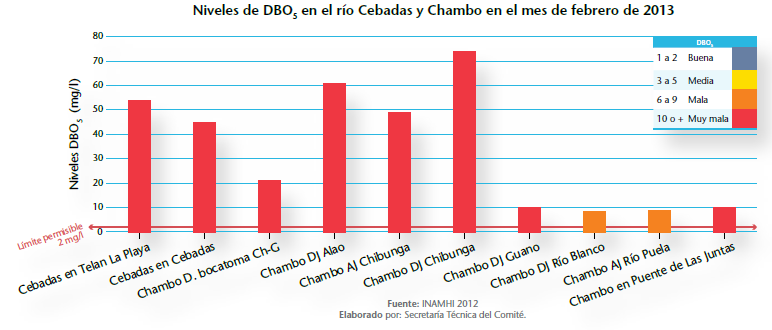 Niveles de DBO₅ en el río Cebadas y Chambo en el mes de febrero de 2013
Niveles DBO₅ (mg/l)
80
70
60
50
40
30
20
10
0
Límite permisible
2 mg/l
DBO₅
1 a 2 Buena
3 a 5 Media
6 a 9 Mala
10 o + Muy mala
Cebadas en Telan La Playa
Cebadas en Cebadas
Chambo D. bocatoma Ch-G
Chambo DJ Alao
Chambo AJ Chibunga
Chambo DJ Chibunga
Chambo DJ Guano
Chambo DJ Río Blanco
Chambo AJ Río Puela
Chambo en Puente de Las Juntas
Fuente: INAMHI 2012
Elaborado por: Secretaría Técnica del Comité.